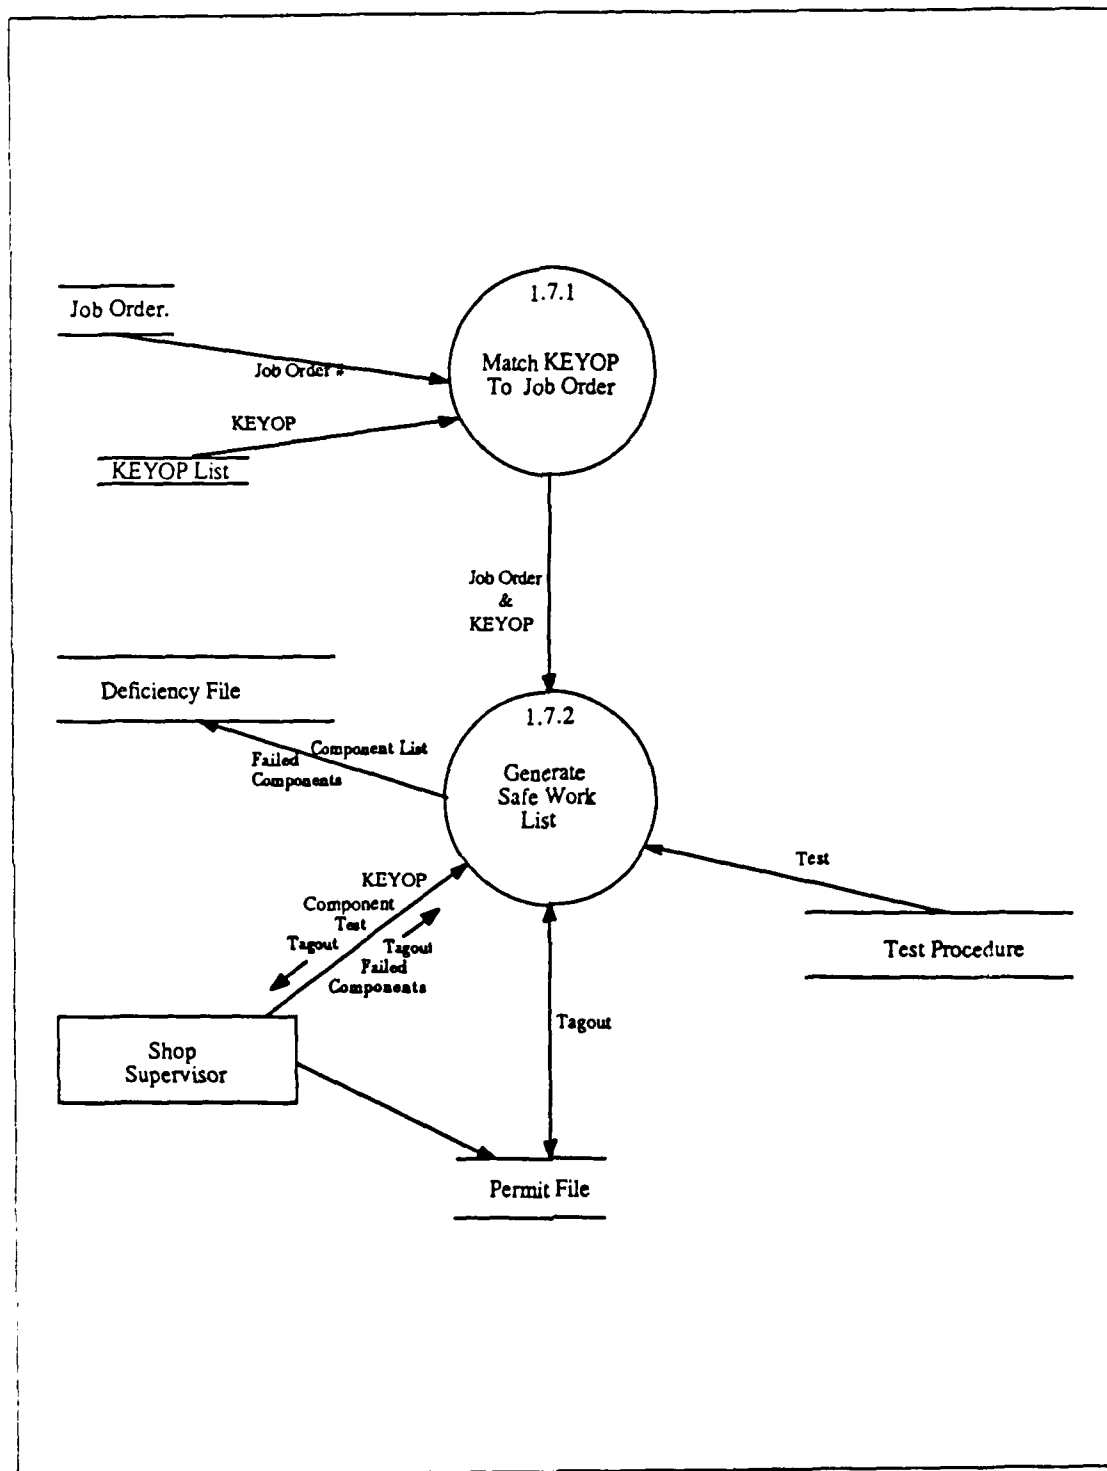 1.7.1
Job Order.
Match KEYOP
To Job Order
Job Order #
KEYOP
KEYOP List
Job Order
&
KEYOP
Deficiency File
1.7.2
Component List
Failed
Components
Generate
Safe Work
List
Test
KEYOP
Component
Test
Tagout
Tagout
Failed
Components
Test Procedure
Tagout
Shop
Supervisor
Permit File